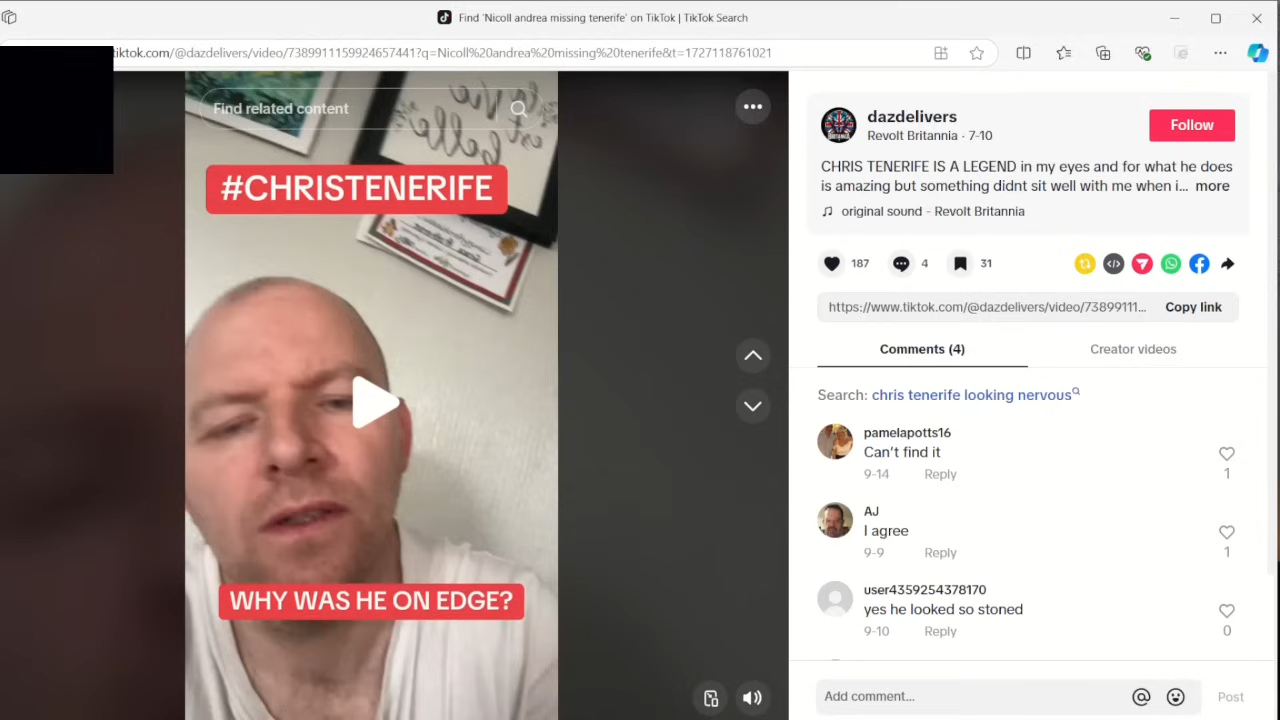 Find 'Nicoll andrea missing tenerife' on TikTok | TikTok Search
iktok.com/@dazdelivers/video/7389911159924657441?q=Nicoll%20andrea%20missing%20tenerife&t=1727118761021
Find related content
la vie
est
belle
#CHRISTENERIFE
WHY WAS HE ON EDGE?
dazdelivers
Revolt Britannia · 7-10
Follow
CHRIS TENERIFE IS A LEGEND in my eyes and for what he does
is amazing but something didnt sit well with me when i... more
original sound - Revolt Britannia
187
4
31
https://www.tiktok.com/@dazdelivers/video/73899111...
Copy link
Comments (4)
Creator videos
Search: chris tenerife looking nervous
pamelapotts16
Can't find it
9-14
Reply
1
AJ
I agree
9-9
Reply
1
user4359254378170
yes he looked so stoned
9-10
Reply
0
Add comment...
Post